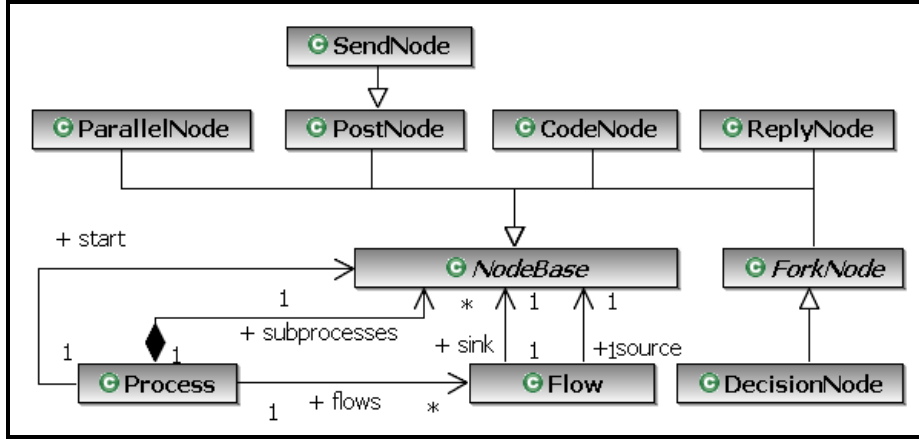 SendNode
ParallelNode
PostNode
CodeNode
ReplyNode
+ start
NodeBase
ForkNode
1
*
1
1
+ subprocesses
+ sink
1
+1source
1
1
Process
Flow
DecisionNode
1
+ flows
*